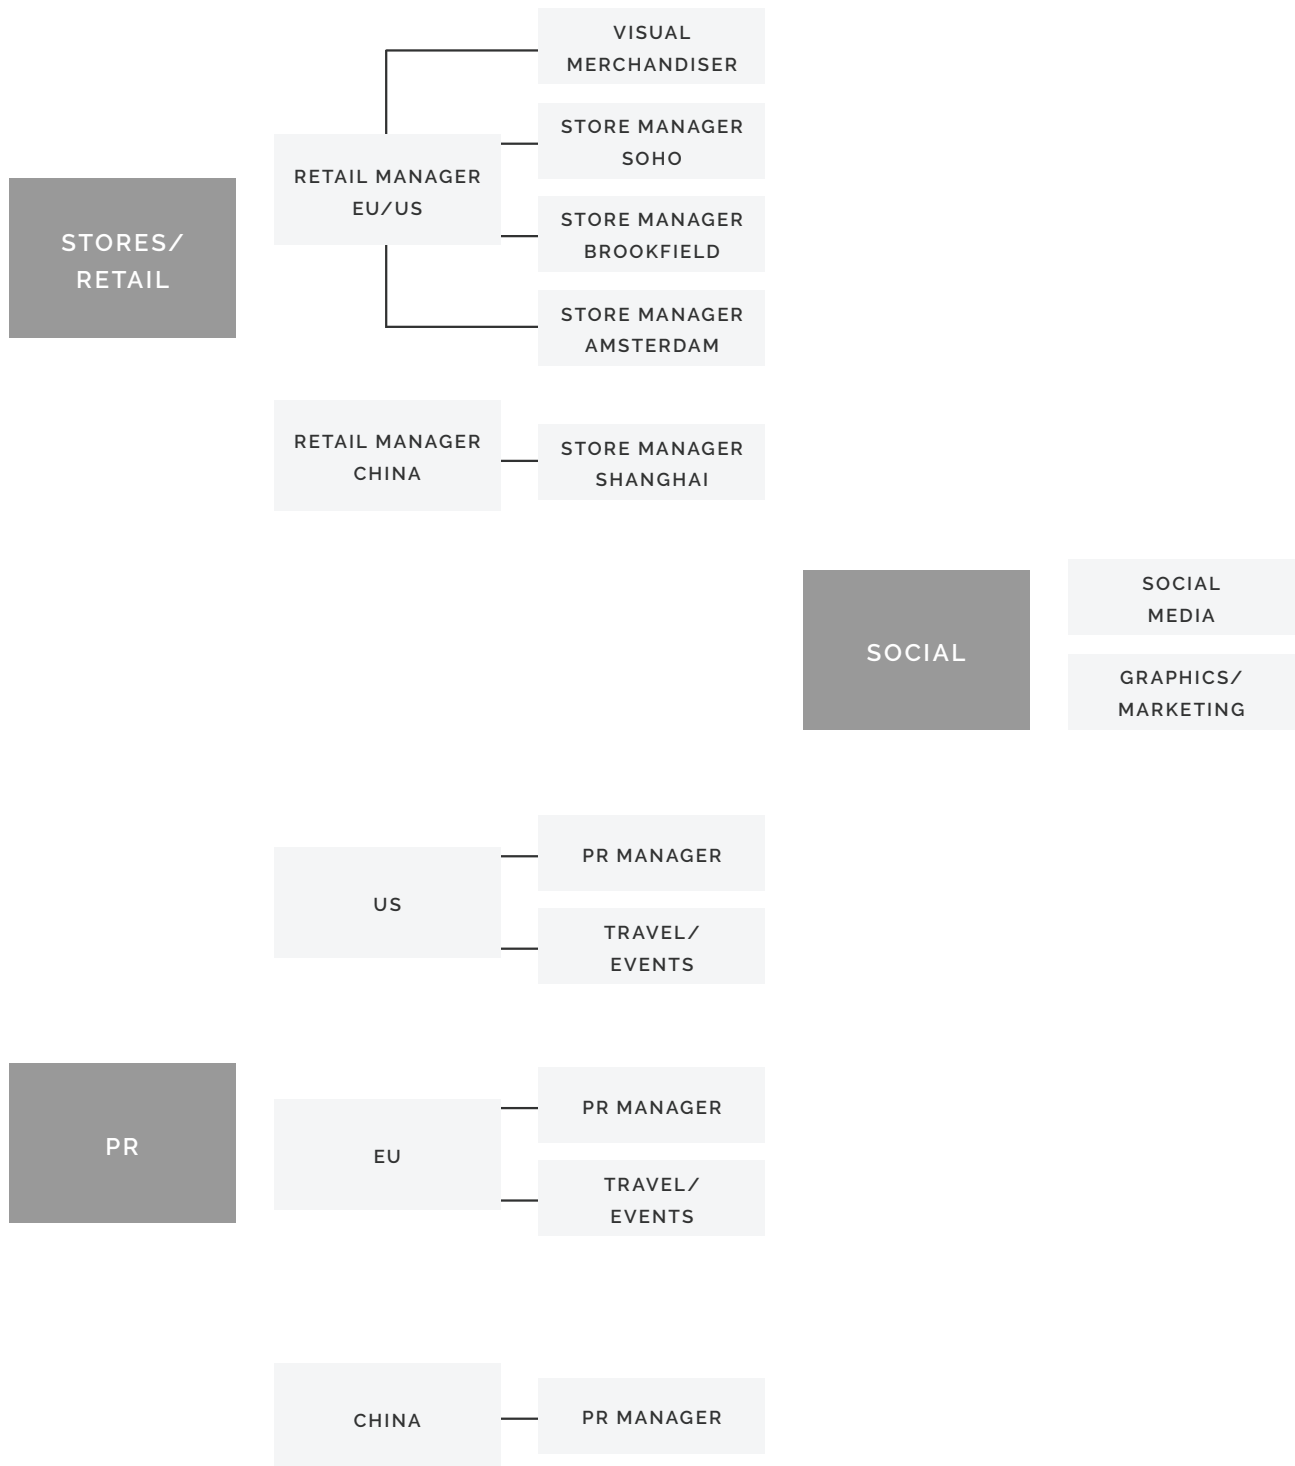 STORES/
RETAIL
RETAIL MANAGER
EU/US
VISUAL
MERCHANDISER
STORE MANAGER
SOHO
STORE MANAGER
BROOKFIELD
STORE MANAGER
AMSTERDAM
RETAIL MANAGER
CHINA
STORE MANAGER
SHANGHAI
SOCIAL
SOCIAL
MEDIA
GRAPHICS/
MARKETING
PR
US
PR MANAGER
TRAVEL/
EVENTS
EU
PR MANAGER
TRAVEL/
EVENTS
CHINA
PR MANAGER